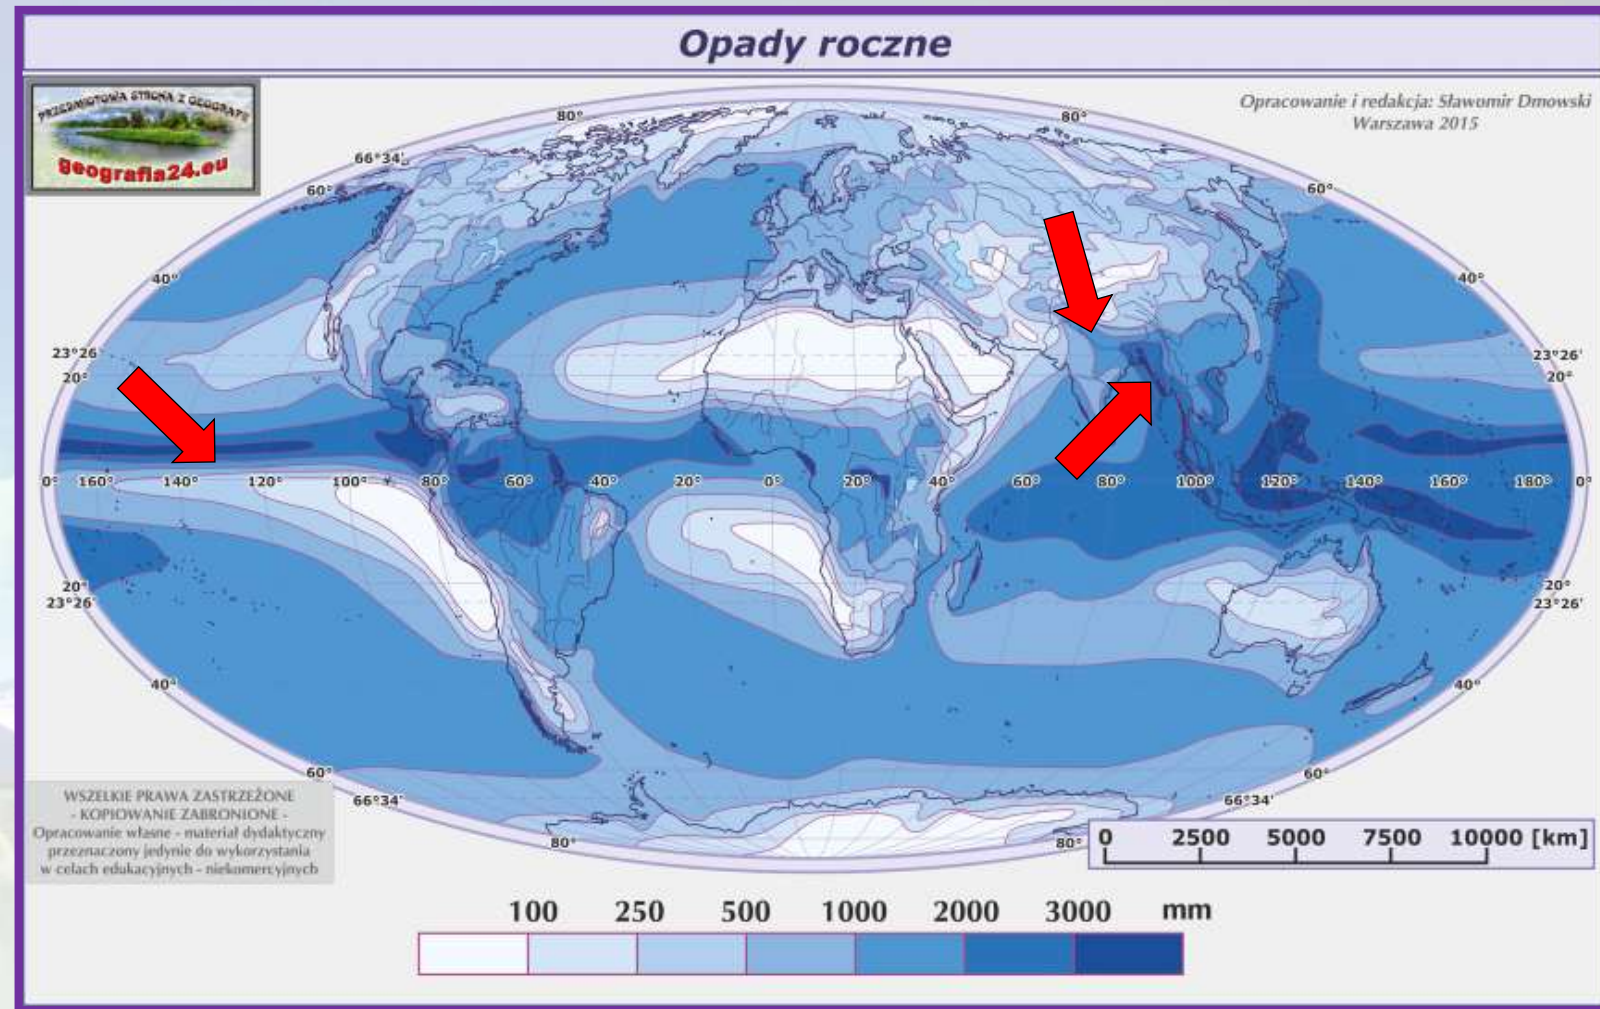 Opady roczne
PRZEDMIOTOWA STRONA Z GEOGRAFII
geografia24.eu
Opracowanie i redakcja: Sławomir Dmowski
Warszawa 2015
80° 80°
66°34'
60° 60°
40° 40°
23°26' 23°26'
20° 20°
0° 160° 140° 120° 100° 80° 60° 40° 20° 0° 20° 40° 60° 80° 100° 120° 140° 160° 180° 0°
20° 20°
23°26' 23°26'
40° 40°
60° 60°
66°34' 66°34'
80° 80°
WSZELKIE PRAWA ZASTRZEŻONE
- KOPIOWANIE ZABRONIONE -
Opracowanie własne - materiał dydaktyczny
przeznaczony jedynie do wykorzystania
w celach edukacyjnych - niekomercyjnych
0 2500 5000 7500 10000 [km]
100 250 500 1000 2000 3000 mm